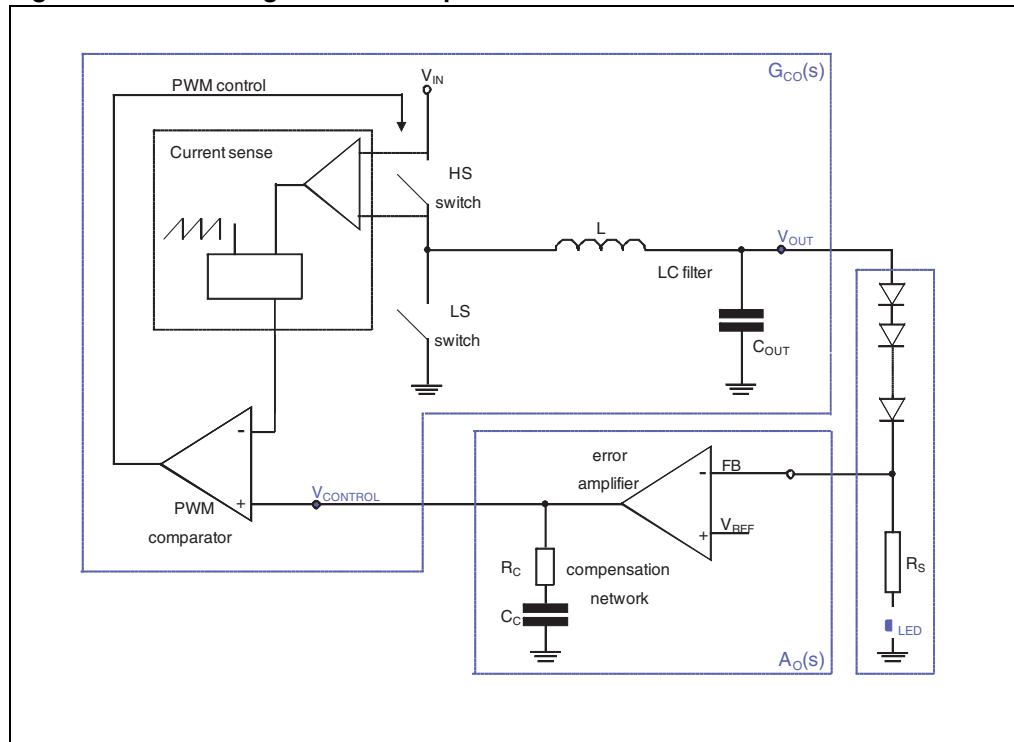 G_CO(s)
V_IN
PWM control
Current sense
HS
switch
L
V_OUT
LC filter
LS
switch
C_OUT
error
amplifier
FB
V_CONTROL
PWM
comparator
V_REF
R_C
compensation
network
C_C
R_S
LED
A_O(s)
-
+
-
+